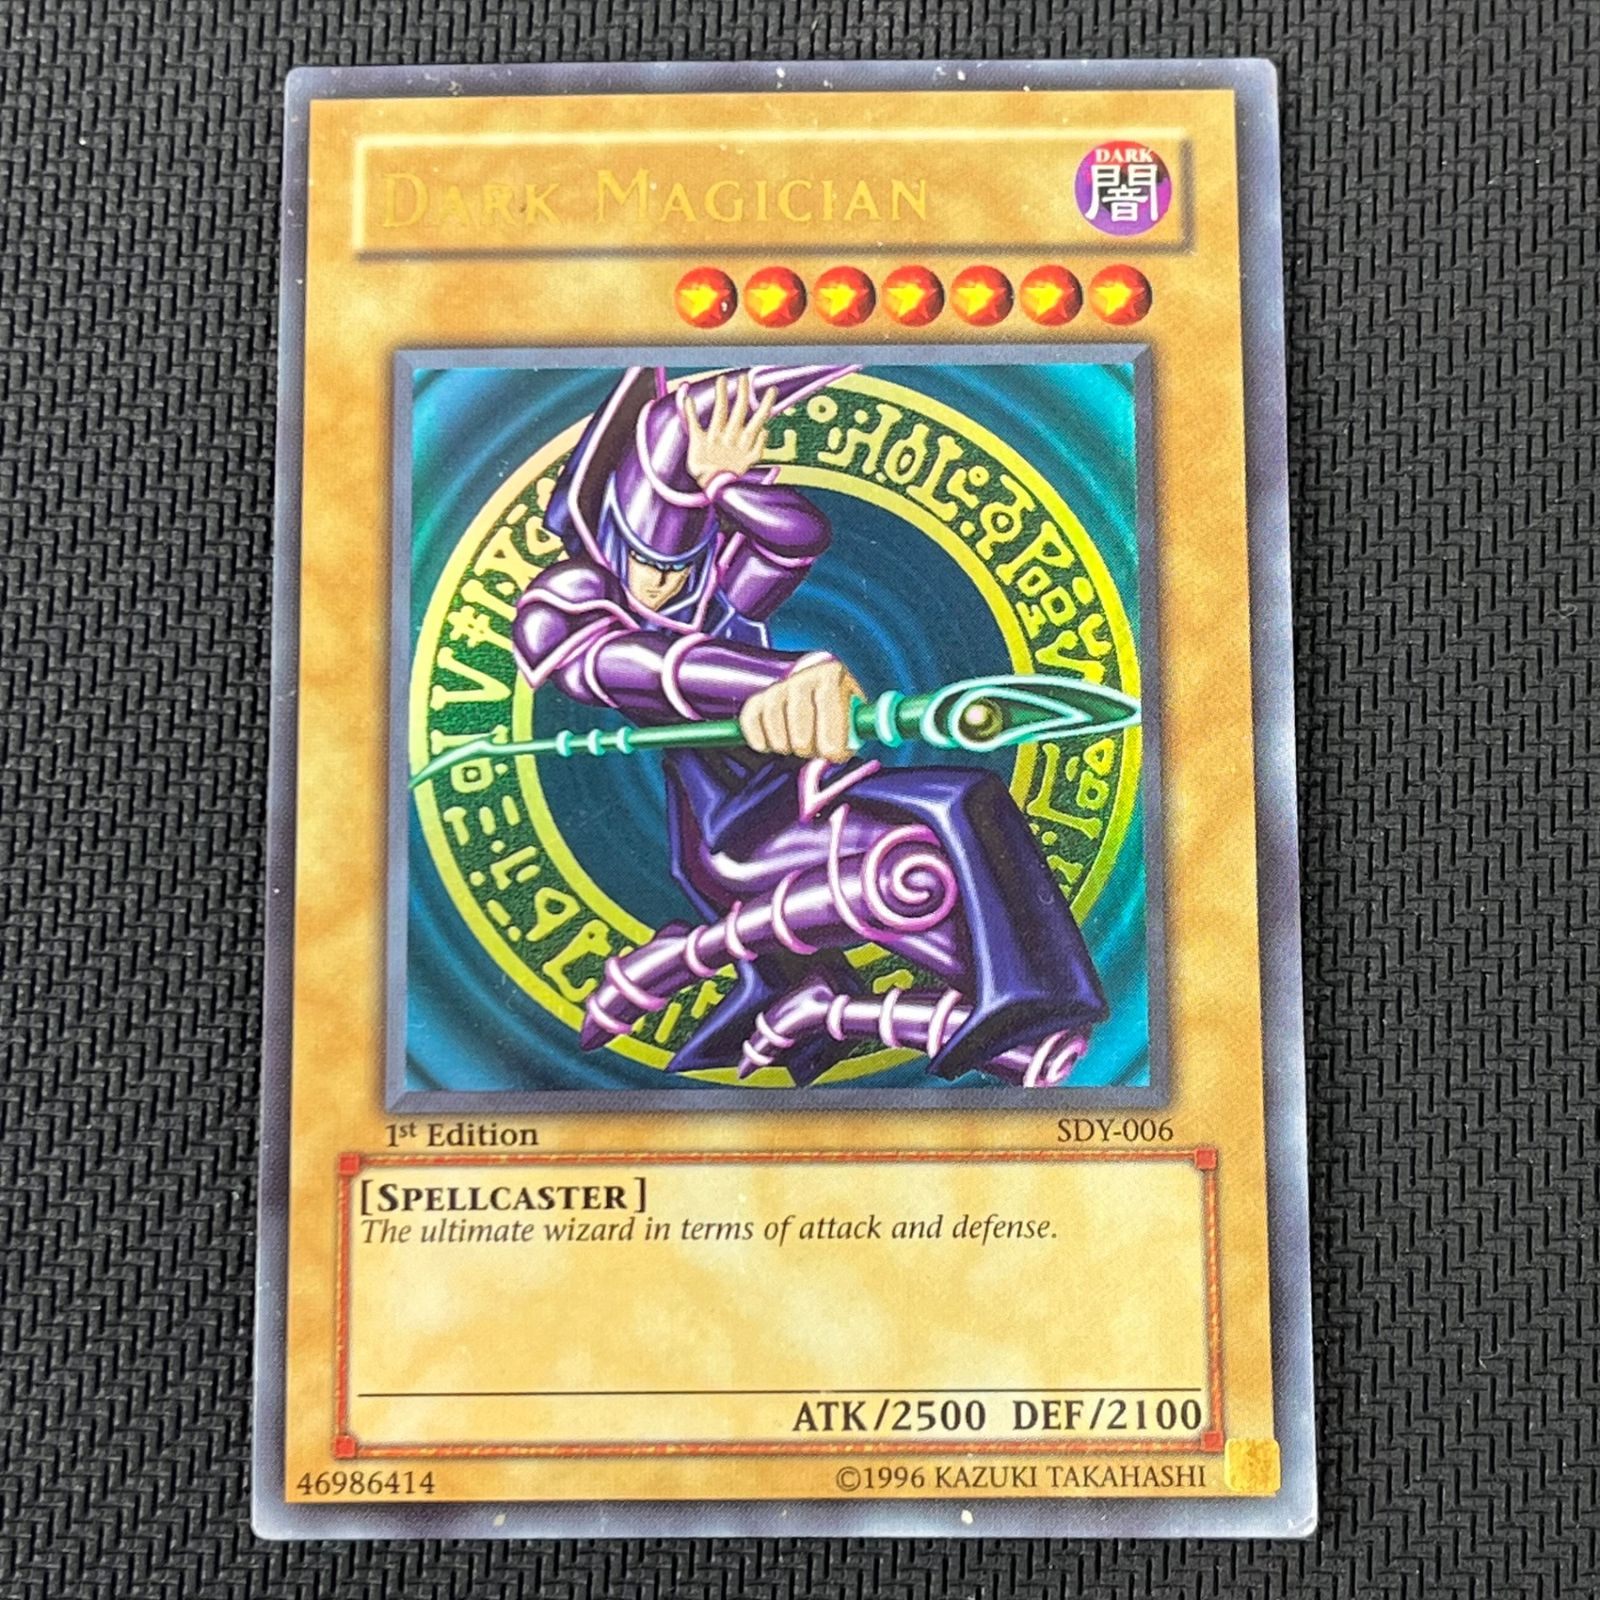 DARK MAGICIAN
DARK
闇
1st Edition
SDY-006
[SPELLCASTER]
The ultimate wizard in terms of attack and defense.
ATK/2500 DEF/2100
46986414
©1996 KAZUKI TAKAHASHI